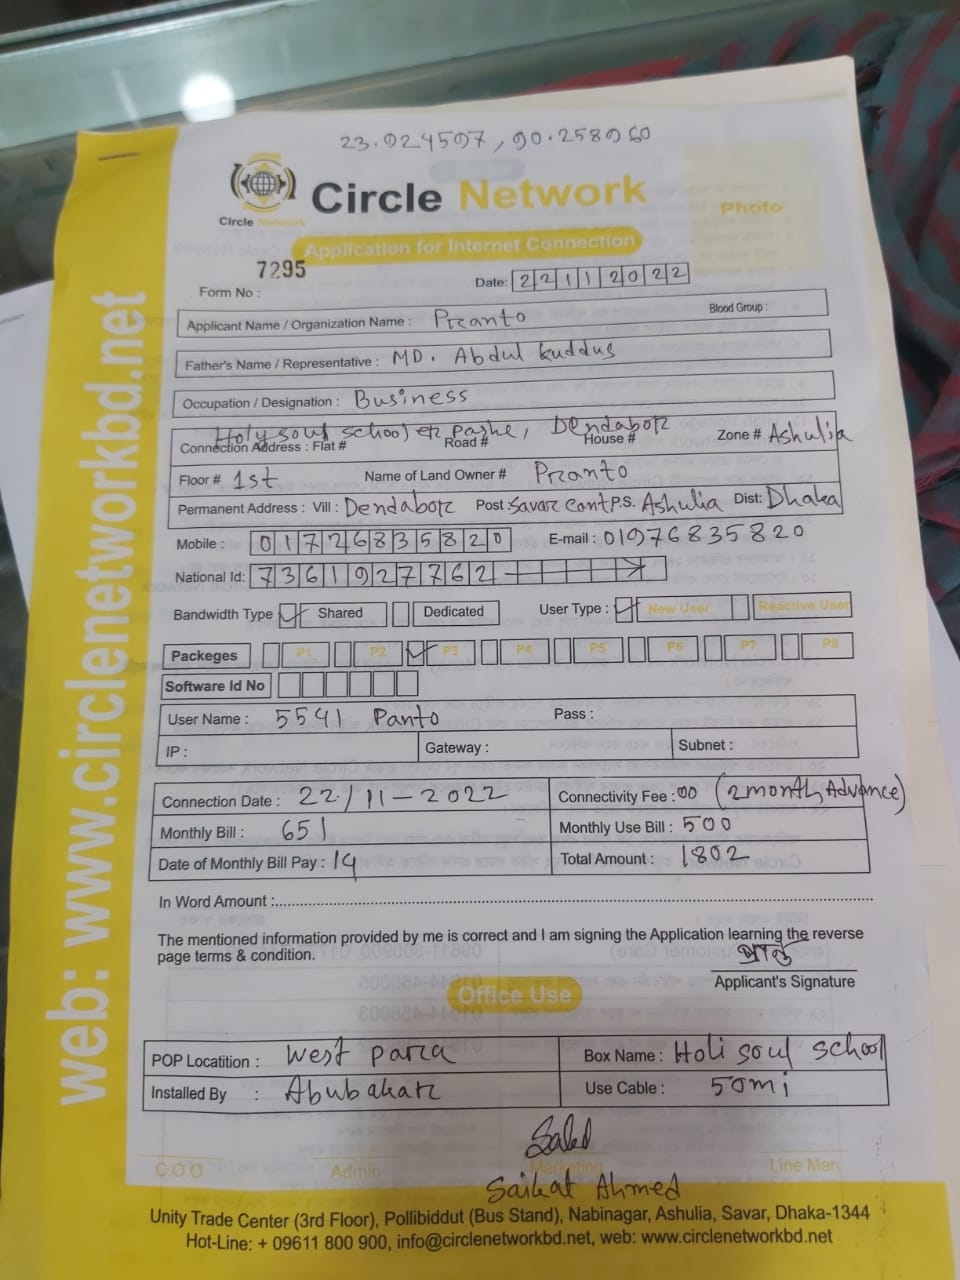 23.924597, 90.258960
Circle Network
Circle Network
Photo
Application for Internet Connection
7295
Form No :
Date: 22112022
Applicant Name / Organization Name : Pranto
Blood Group :
Father's Name / Representative : MD. Abdul kuddus
Occupation / Designation : Business
Holy soul school er pashe, Dendabor
Connection Address : Flat # Road # House # Zone # Ashulia
Floor # 1st Name of Land Owner # Pranto
Permanent Address : Vill : Dendabor Post : Savar Cant P.S. Ashulia Dist: Dhaka
Mobile : 01726835820 E-mail : 01976835820
National Id: 7361927762
Bandwidth Type ✓ Shared Dedicated User Type : ✓ New User Reactive User
Packeges P1 P2 ✓ P3 P4 P5 P6 P7 P8
Software Id No
User Name : 5541 Panto Pass :
IP : Gateway : Subnet :
Connection Date : 22/11-2022 Connectivity Fee : 00 (2 month, Advance)
Monthly Bill : 651 Monthly Use Bill : 500
Date of Monthly Bill Pay : 14 Total Amount : 1802
In Word Amount :
The mentioned information provided by me is correct and I am signing the Application learning the reverse
page terms & condition.
Applicant's Signature
Office Use
POP Locatition : West para Box Name : Holi soul school
Installed By : Abubakar Use Cable : 50mi
C.O.O Admin Marketing Line Man
Saikat Ahmed
Unity Trade Center (3rd Floor), Pollibiddut (Bus Stand), Nabinagar, Ashulia, Savar, Dhaka-1344
Hot-Line: + 09611 800 900, info@circlenetworkbd.net, web: www.circlenetworkbd.net
web: www.circlenetworkbd.net